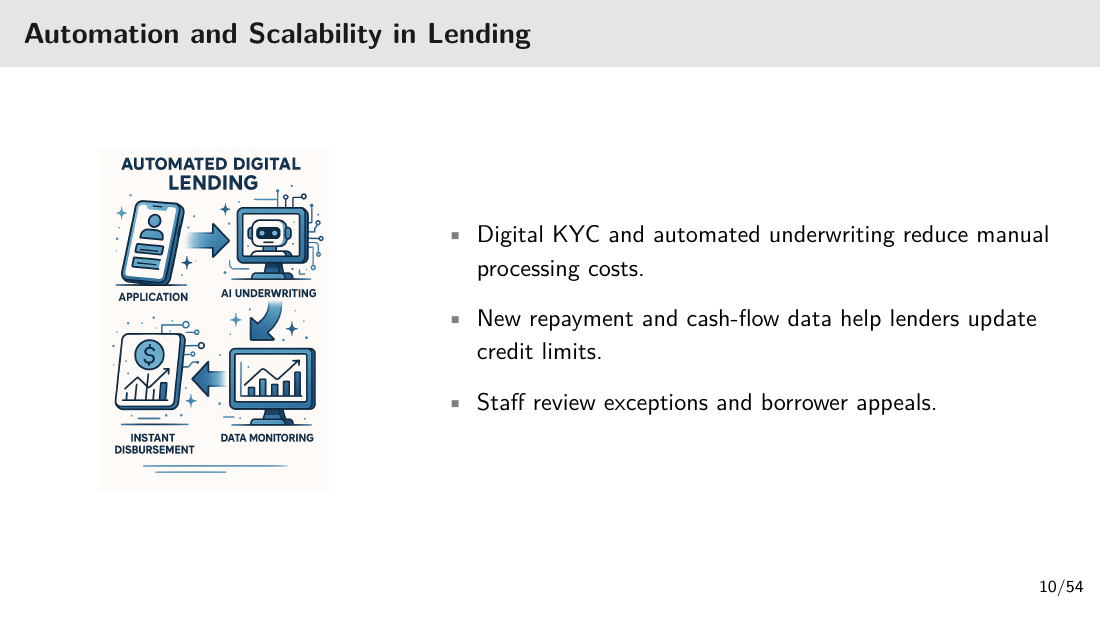 Automation and Scalability in Lending
AUTOMATED DIGITAL
LENDING
APPLICATION
AI UNDERWRITING
$
INSTANT
DISBURSEMENT
DATA MONITORING
▪ Digital KYC and automated underwriting reduce manual
processing costs.
▪ New repayment and cash-flow data help lenders update
credit limits.
▪ Staff review exceptions and borrower appeals.
10/54